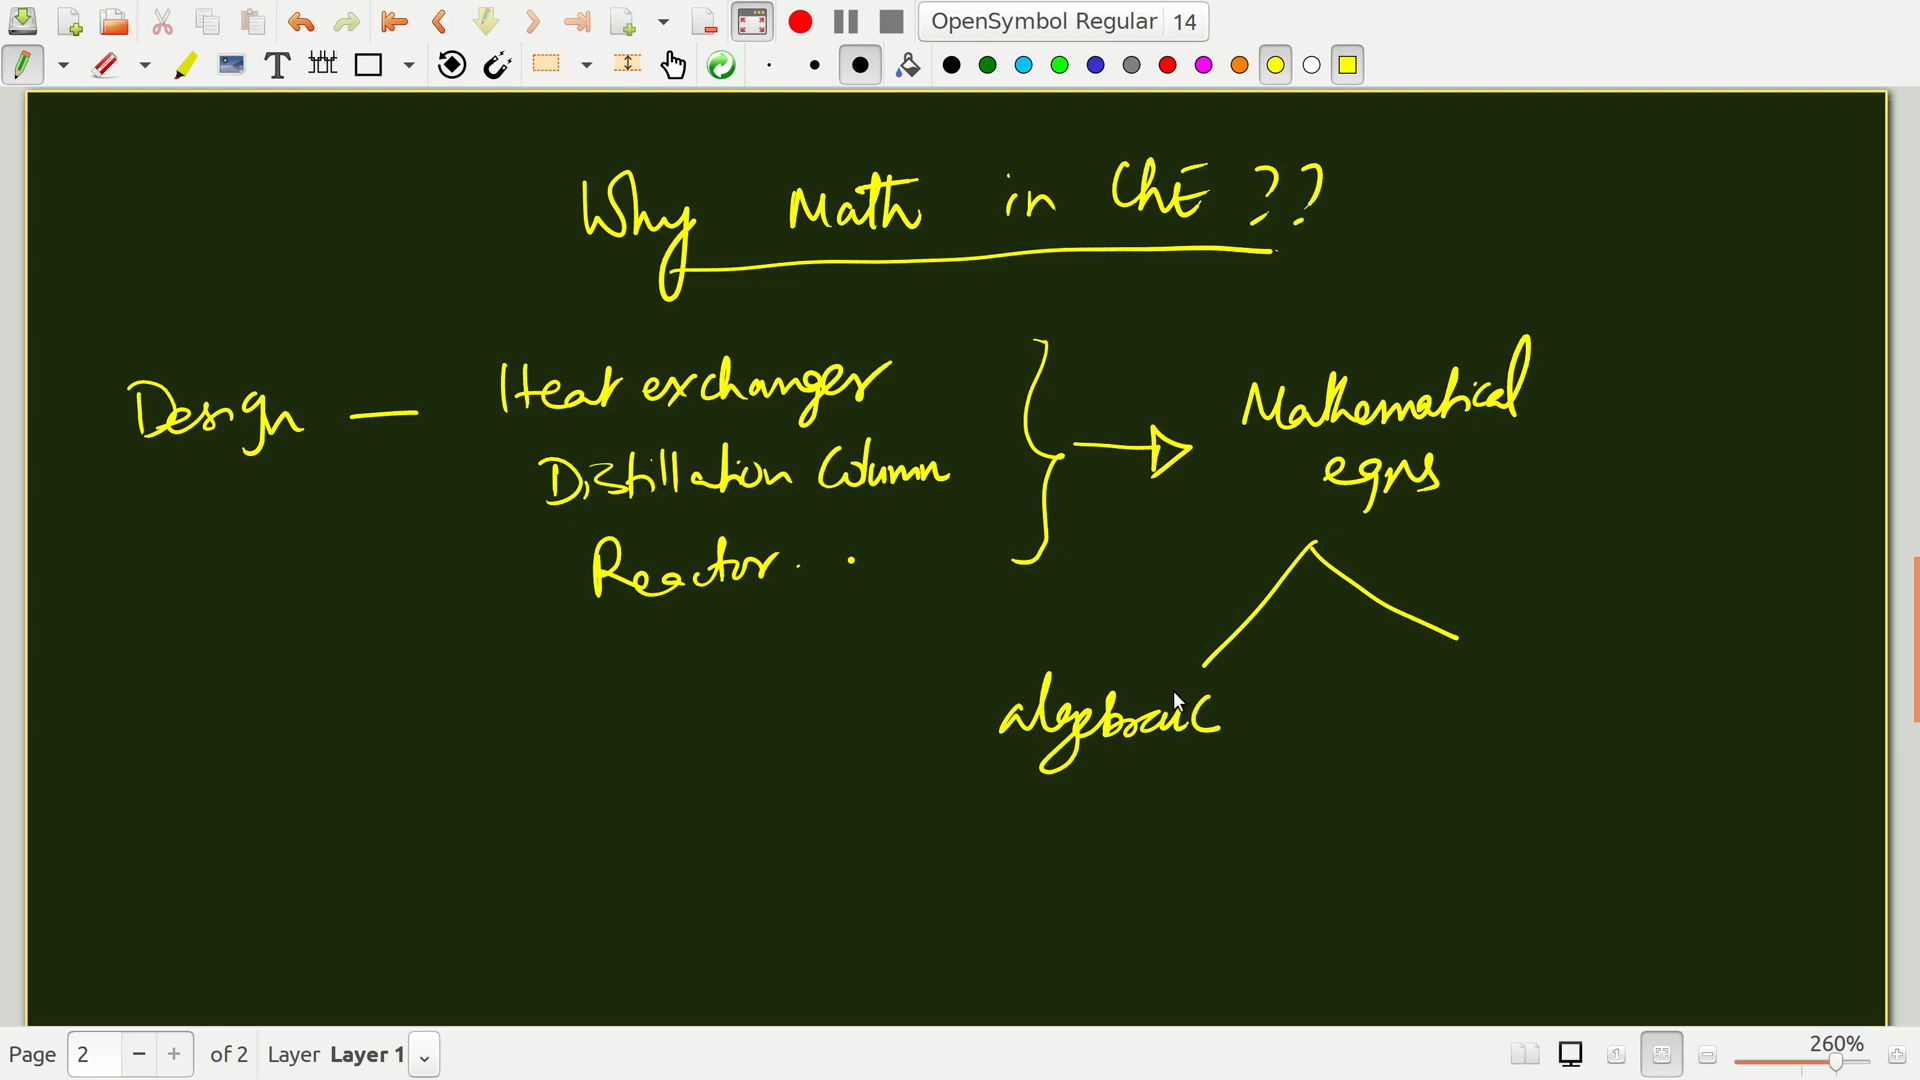 OpenSymbol Regular 14
Why Math in ChE ??
Design — Heat exchanger
Distillation Column
Reactor . .
Mathematical
eqns
algebraic
Page 2 of 2 Layer Layer 1
260%